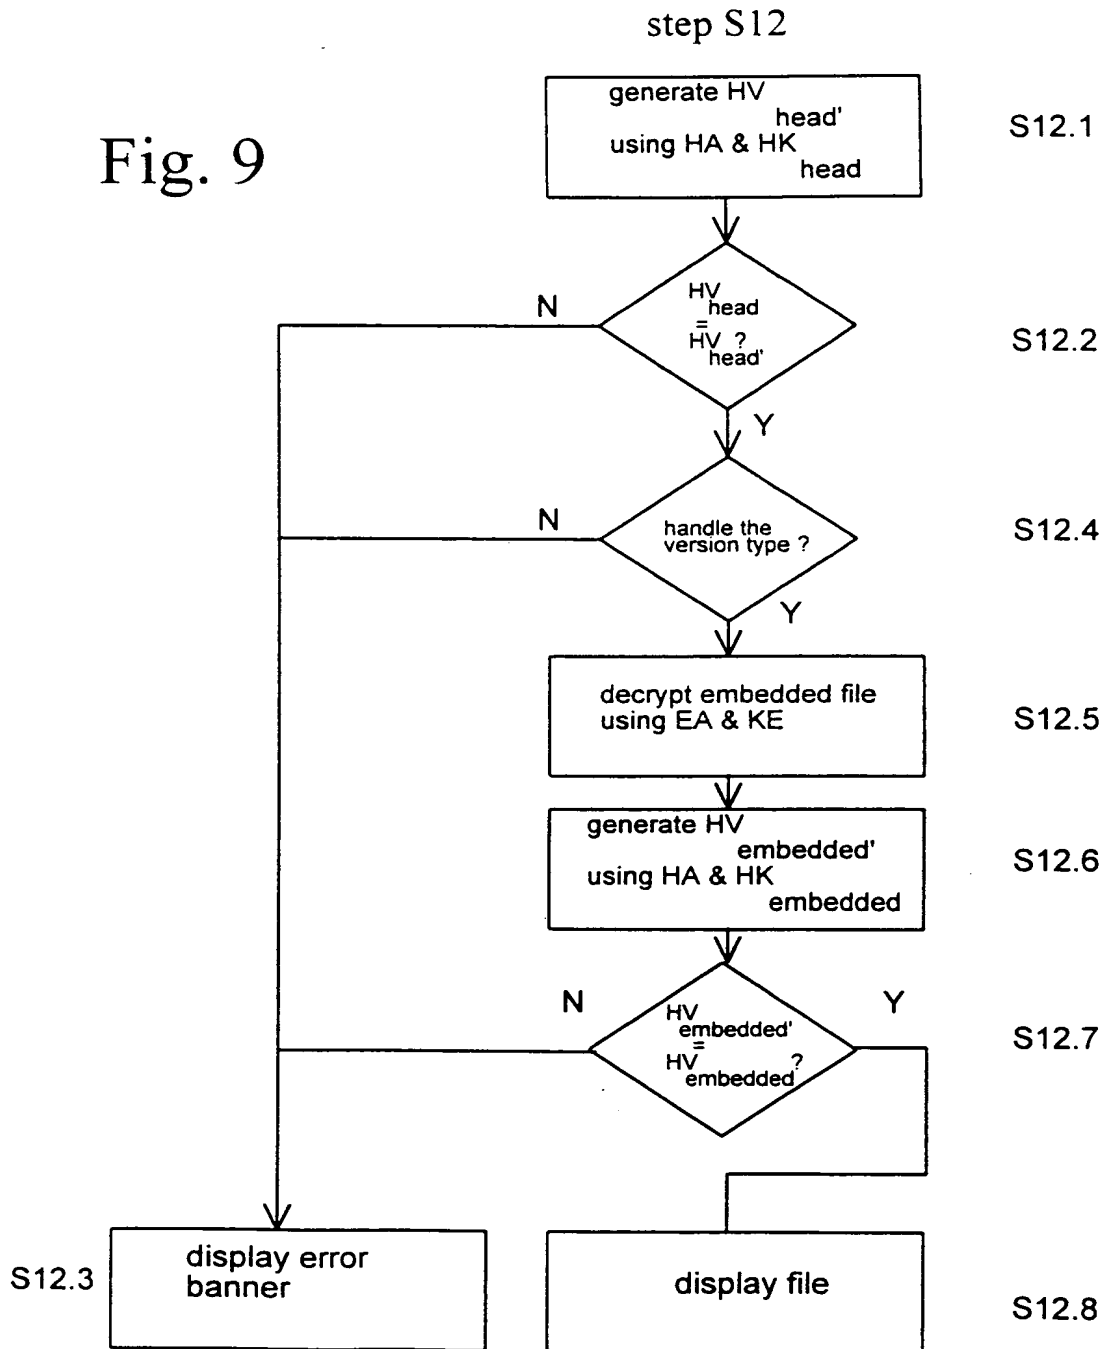 step S12
Fig. 9
generate HV
head'
using HA & HK
head
S12.1
N
HV
head
=
HV ?
head'
S12.2
Y
N
handle the
version type ?
S12.4
Y
decrypt embedded file
using EA & KE
S12.5
generate HV
embedded'
using HA & HK
embedded
S12.6
N
HV
embedded'
=
HV ?
embedded
Y
S12.7
S12.3
display error
banner
display file
S12.8